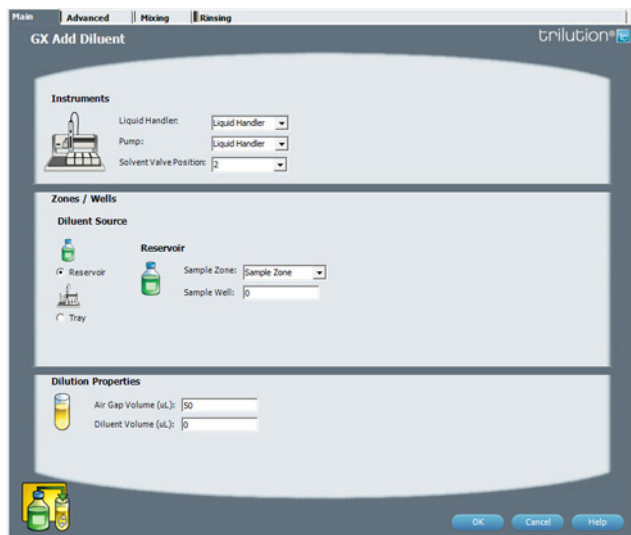 Main Advanced Mixing Rinsing
GX Add Diluent
trilution®
Instruments
Liquid Handler: Liquid Handler
Pump: Liquid Handler
Solvent Valve Position: 2
Zones / Wells
Diluent Source
Reservoir
Reservoir
Sample Zone: Sample Zone
Sample Well: 0
Tray
Dilution Properties
Air Gap Volume (uL): 50
Diluent Volume (uL): 0
OK Cancel Help